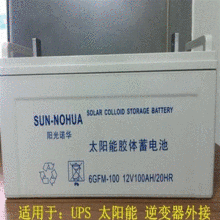 SUN-NOHUA
阳光诺华
SOLAR COLLOID STORAGE BATTERY
太阳能胶体蓄电池
6GFM-100 12V100AH/20HR
适用于：UPS 太阳能 逆变器外接